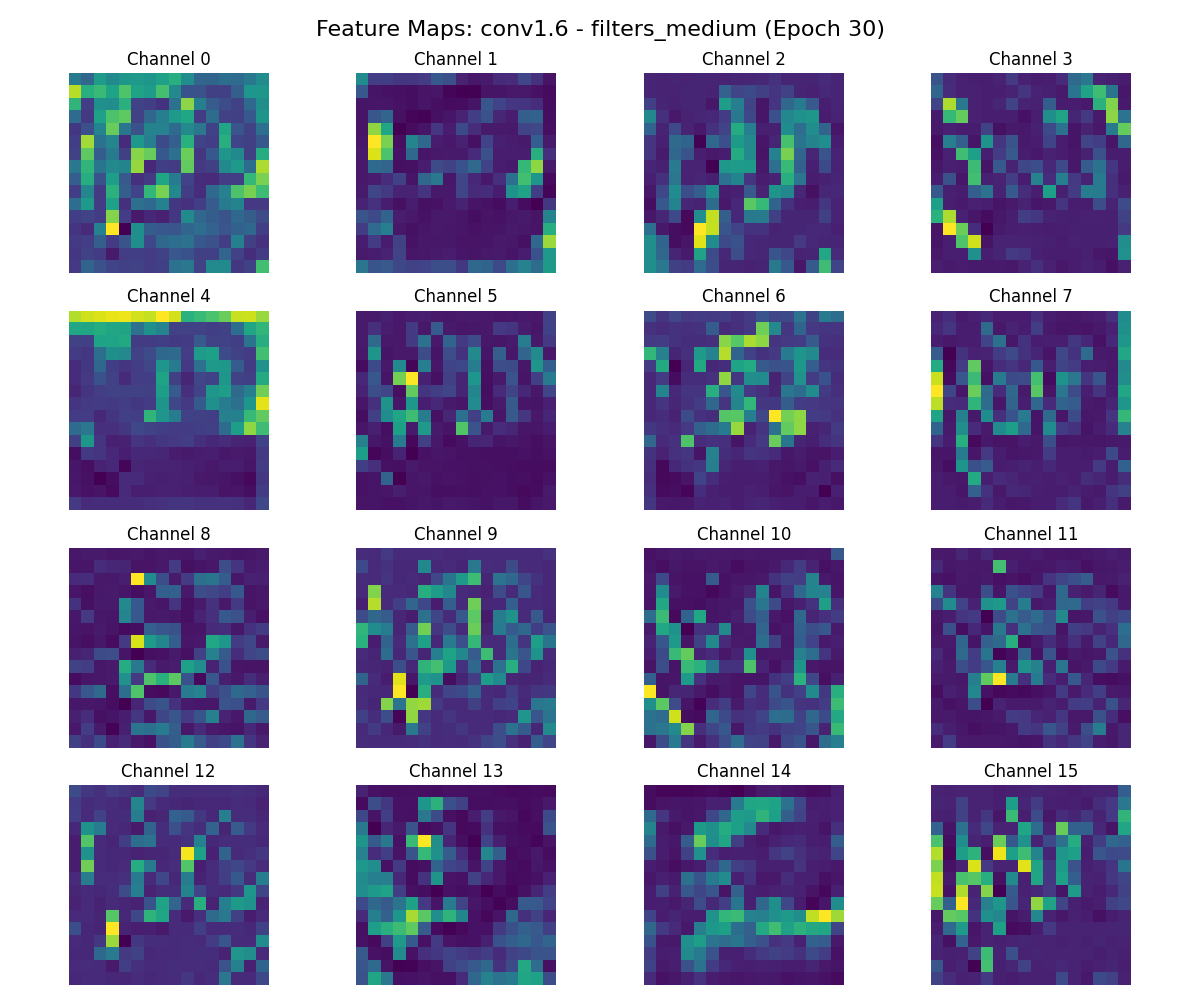 Feature Maps: conv1.6 - filters_medium (Epoch 30)
Channel 0 Channel 1 Channel 2 Channel 3
Channel 4 Channel 5 Channel 6 Channel 7
Channel 8 Channel 9 Channel 10 Channel 11
Channel 12 Channel 13 Channel 14 Channel 15